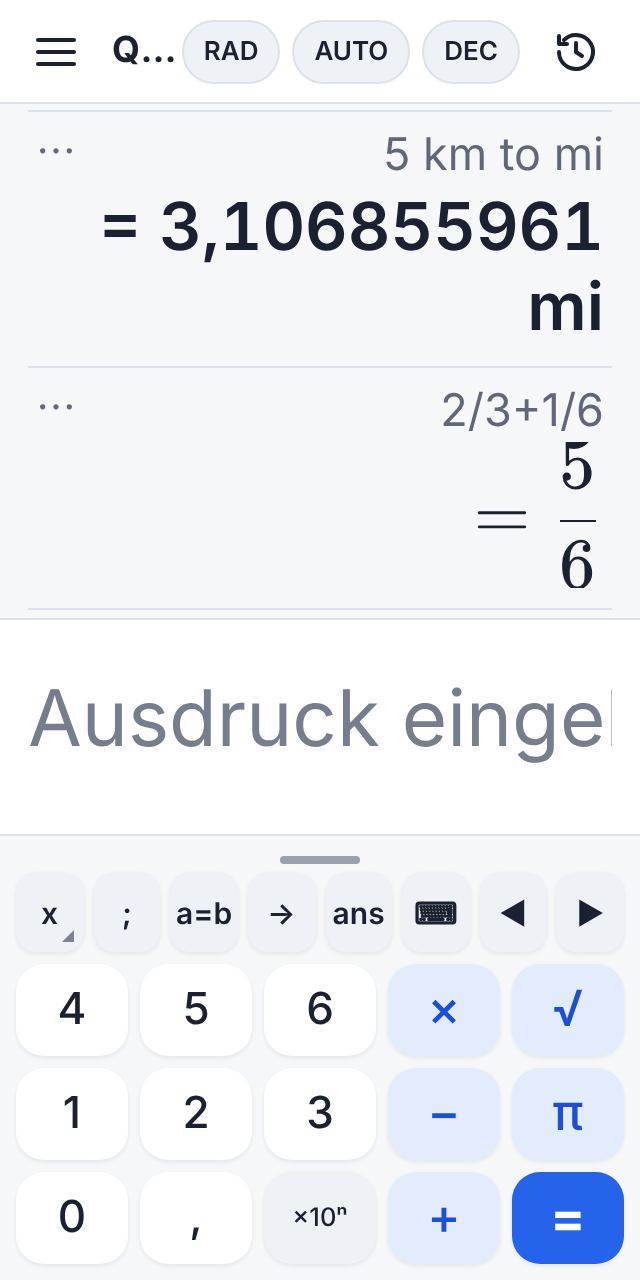 Q… RAD AUTO DEC
… 5 km to mi
= 3,106855961
mi
… 2/3+1/6
= 5/6
Ausdruck einge
x ; a=b → ans ⌨ ◀ ▶
4 5 6 × √
1 2 3 − π
0 , ×10ⁿ + =